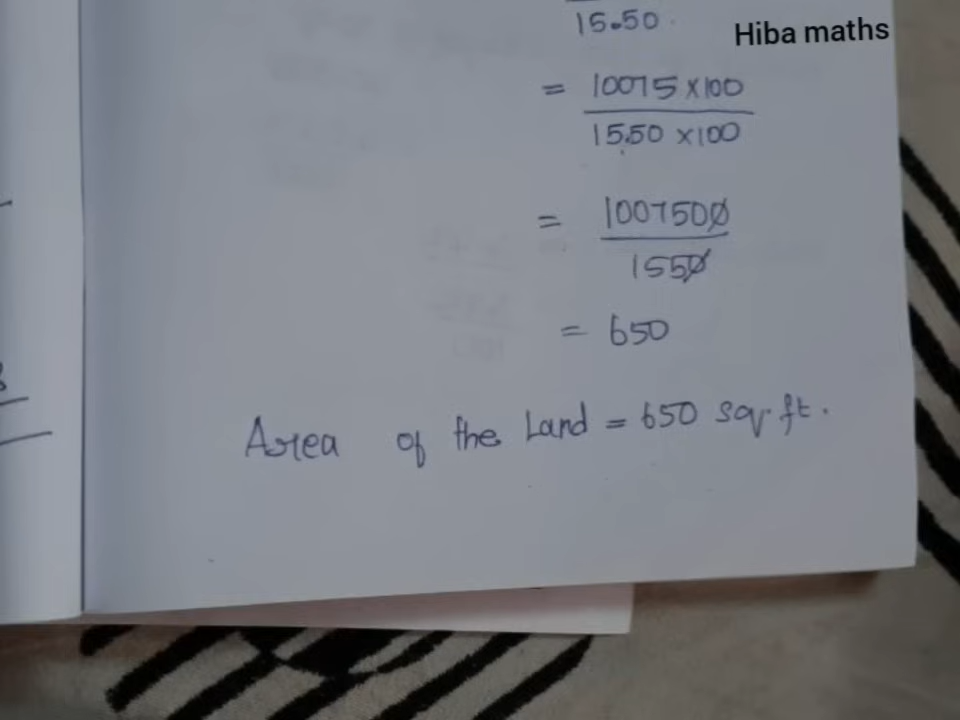 15.50
Hiba maths
= 10075 x 100
15.50 x 100
= 1007500
1550
= 650
Area of the Land = 650 sq.ft.